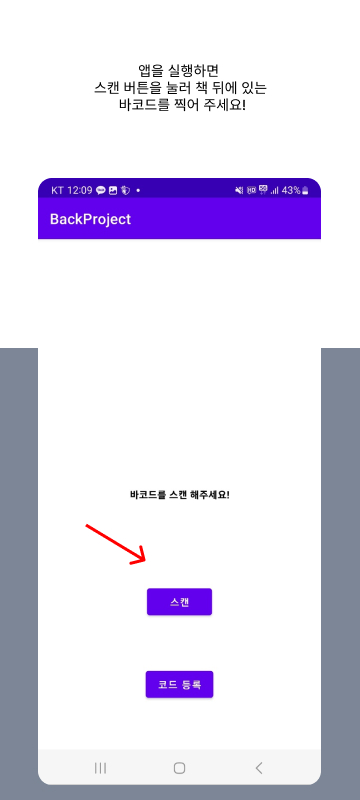 앱을 실행하면
스캔 버튼을 눌러 책 뒤에 있는
바코드를 찍어 주세요!
KT 12:09
43%
BackProject
바코드를 스캔 해주세요!
스캔
코드 등록